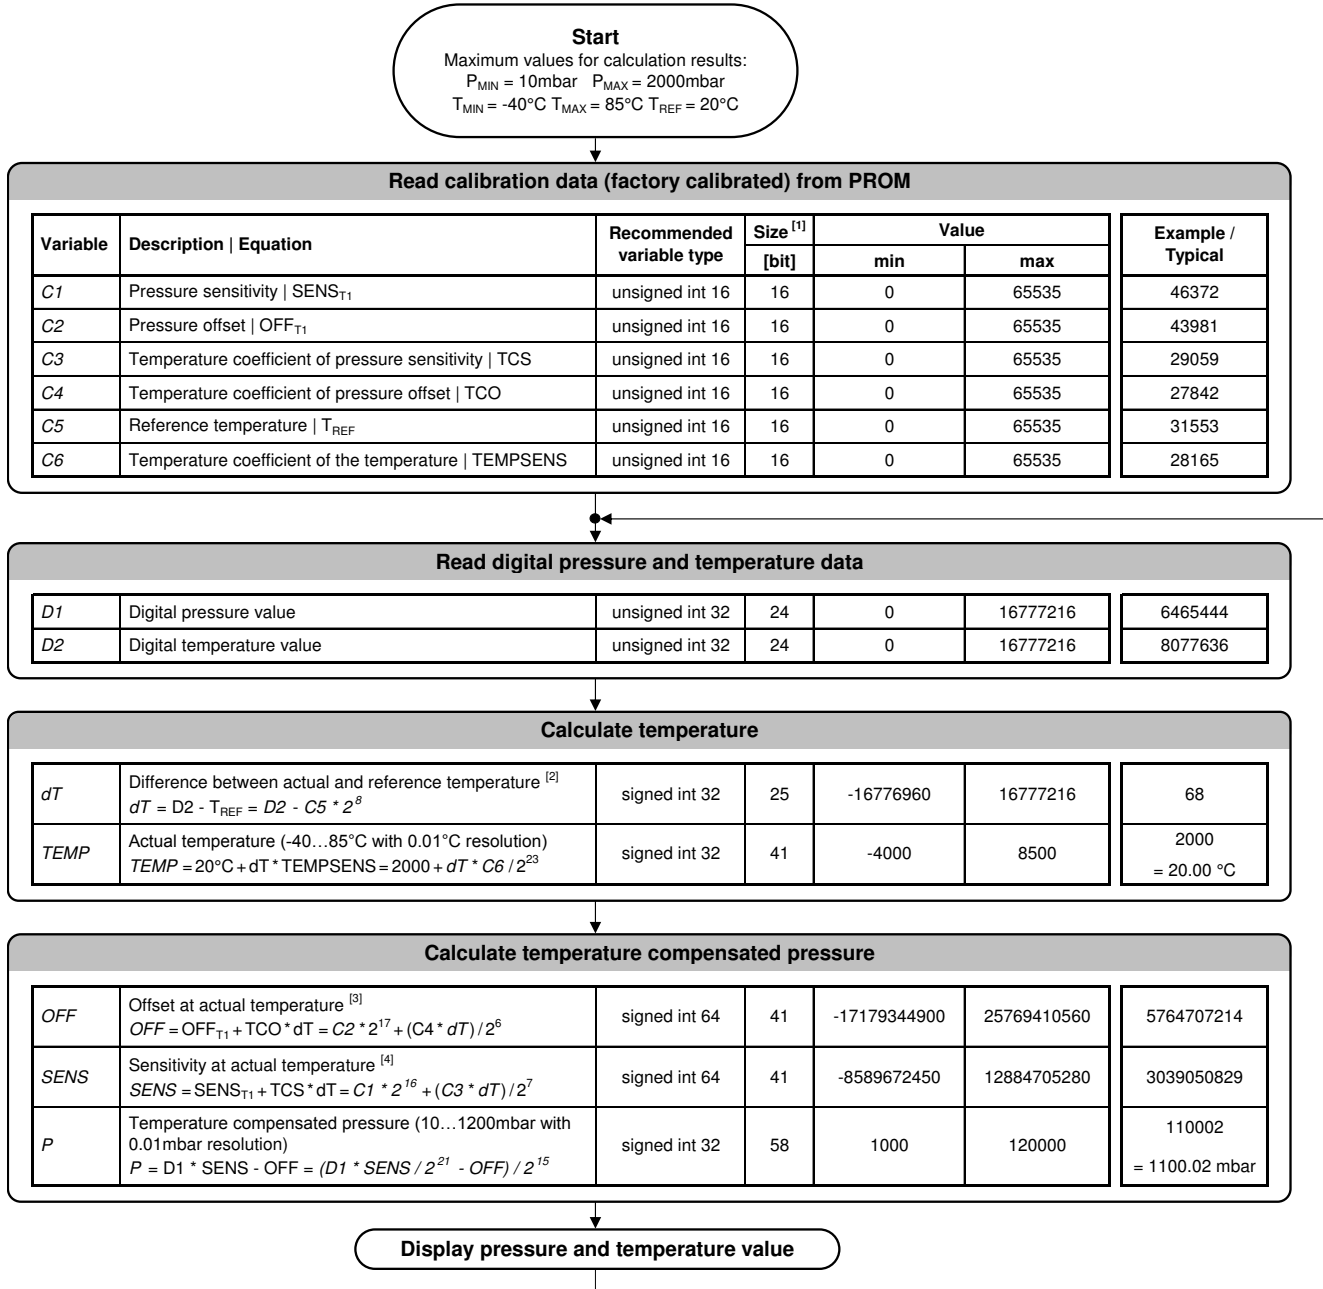 Start
Maximum values for calculation results:
P_MIN = 10mbar P_MAX = 2000mbar
T_MIN = -40°C T_MAX = 85°C T_REF = 20°C
Read calibration data (factory calibrated) from PROM
Variable | Description | Equation | Recommended variable type | Size [1] [bit] | Value min | max | Example / Typical
C1 Pressure sensitivity | SENS_T1 unsigned int 16 16 0 65535 46372
C2 Pressure offset | OFF_T1 unsigned int 16 16 0 65535 43981
C3 Temperature coefficient of pressure sensitivity | TCS unsigned int 16 16 0 65535 29059
C4 Temperature coefficient of pressure offset | TCO unsigned int 16 16 0 65535 27842
C5 Reference temperature | T_REF unsigned int 16 16 0 65535 31553
C6 Temperature coefficient of the temperature | TEMPSENS unsigned int 16 16 0 65535 28165
Read digital pressure and temperature data
D1 Digital pressure value unsigned int 32 24 0 16777216 6465444
D2 Digital temperature value unsigned int 32 24 0 16777216 8077636
Calculate temperature
dT Difference between actual and reference temperature [2]
dT = D2 - T_REF = D2 - C5 * 2^8 signed int 32 25 -16776960 16777216 68
TEMP Actual temperature (-40…85°C with 0.01°C resolution)
TEMP = 20°C + dT * TEMPSENS = 2000 + dT * C6 / 2^23 signed int 32 41 -4000 8500 2000
= 20.00 °C
Calculate temperature compensated pressure
OFF Offset at actual temperature [3]
OFF = OFF_T1 + TCO * dT = C2 * 2^17 + (C4 * dT) / 2^6 signed int 64 41 -17179344900 25769410560 5764707214
SENS Sensitivity at actual temperature [4]
SENS = SENS_T1 + TCS * dT = C1 * 2^16 + (C3 * dT) / 2^7 signed int 64 41 -8589672450 12884705280 3039050829
P Temperature compensated pressure (10…1200mbar with
0.01mbar resolution) signed int 32 58 1000 120000 110002
P = D1 * SENS - OFF = (D1 * SENS / 2^21 - OFF) / 2^15 = 1100.02 mbar
Display pressure and temperature value